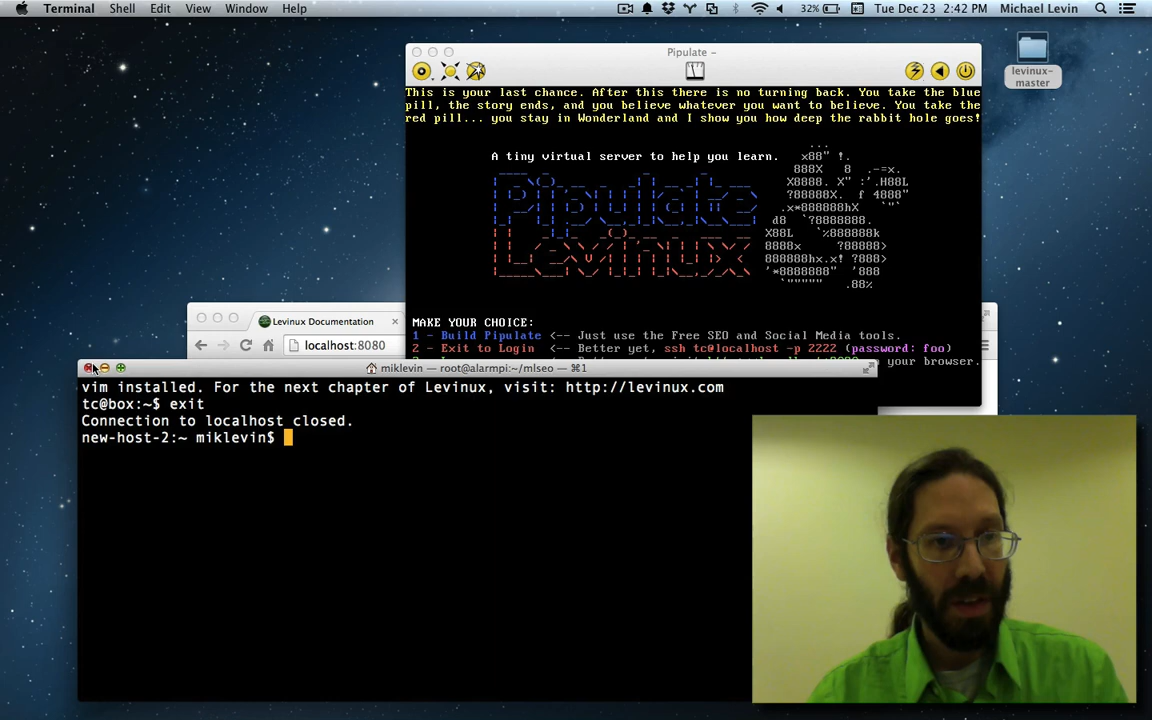 Terminal Shell Edit View Window Help 32% Tue Dec 23 2:42 PM Michael Levin
Pipulate –
levinux-
master
This is your last chance. After this there is no turning back. You take the blue
pill, the story ends, and you believe whatever you want to believe. You take the
red pill... you stay in Wonderland and I show you how deep the rabbit hole goes!
A tiny virtual server to help you learn.
Pipulate
Levinux
MAKE YOUR CHOICE:
1 - Build Pipulate <-- Just use the Free SEO and Social Media tools.
2 - Exit to Login <-- Better yet, ssh tc@localhost -p 2222 (password: foo)
n your browser.
Levinux Documentation
localhost:8080
miklevin — root@alarmpi:~/mlseo — ⌘1
vim installed. For the next chapter of Levinux, visit: http://levinux.com
tc@box:~$ exit
Connection to localhost closed.
new-host-2:~ miklevin$